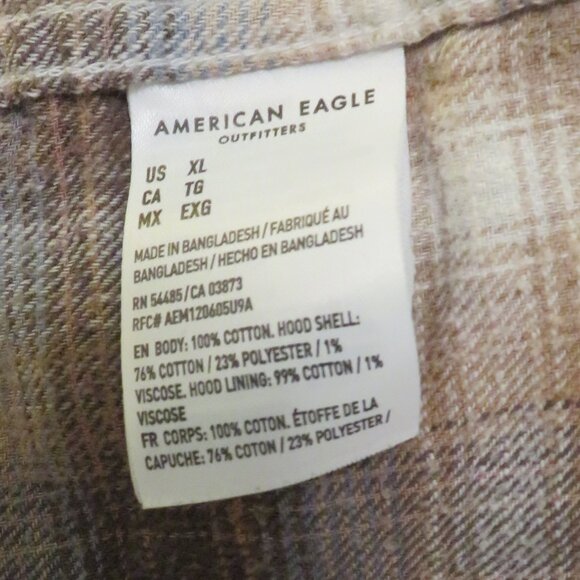 AMERICAN EAGLE
OUTFITTERS
US XL
CA TG
MX EXG
MADE IN BANGLADESH / FABRIQUÉ AU
BANGLADESH / HECHO EN BANGLADESH
RN 54485 / CA 03873
RFC# AEM120605U9A
EN BODY: 100% COTTON. HOOD SHELL:
76% COTTON / 23% POLYESTER / 1%
VISCOSE. HOOD LINING: 99% COTTON / 1%
VISCOSE
FR CORPS: 100% COTON. ÉTOFFE DE LA
CAPUCHE: 76% COTON / 23% POLYESTER /